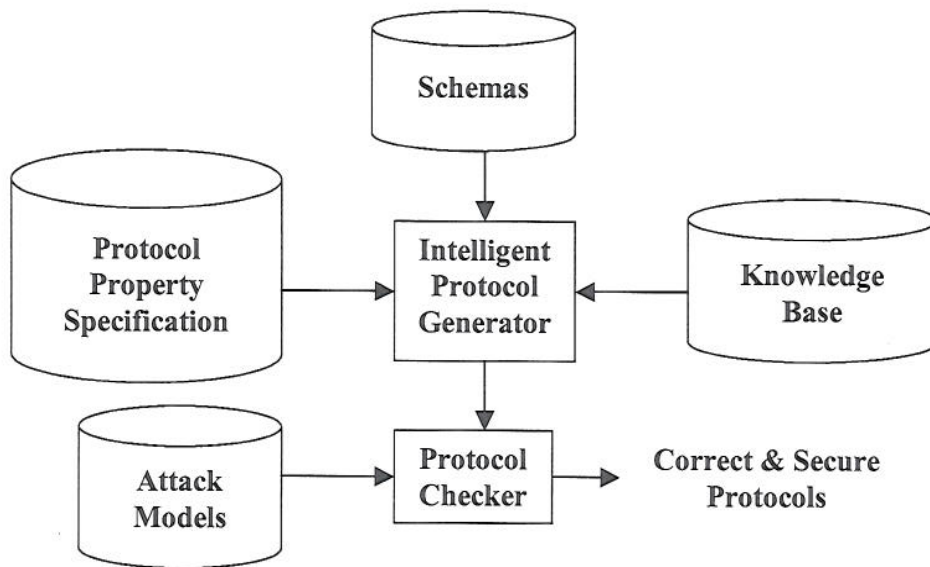 Schemas
Protocol
Property
Specification
Intelligent
Protocol
Generator
Knowledge
Base
Attack
Models
Protocol
Checker
Correct & Secure
Protocols